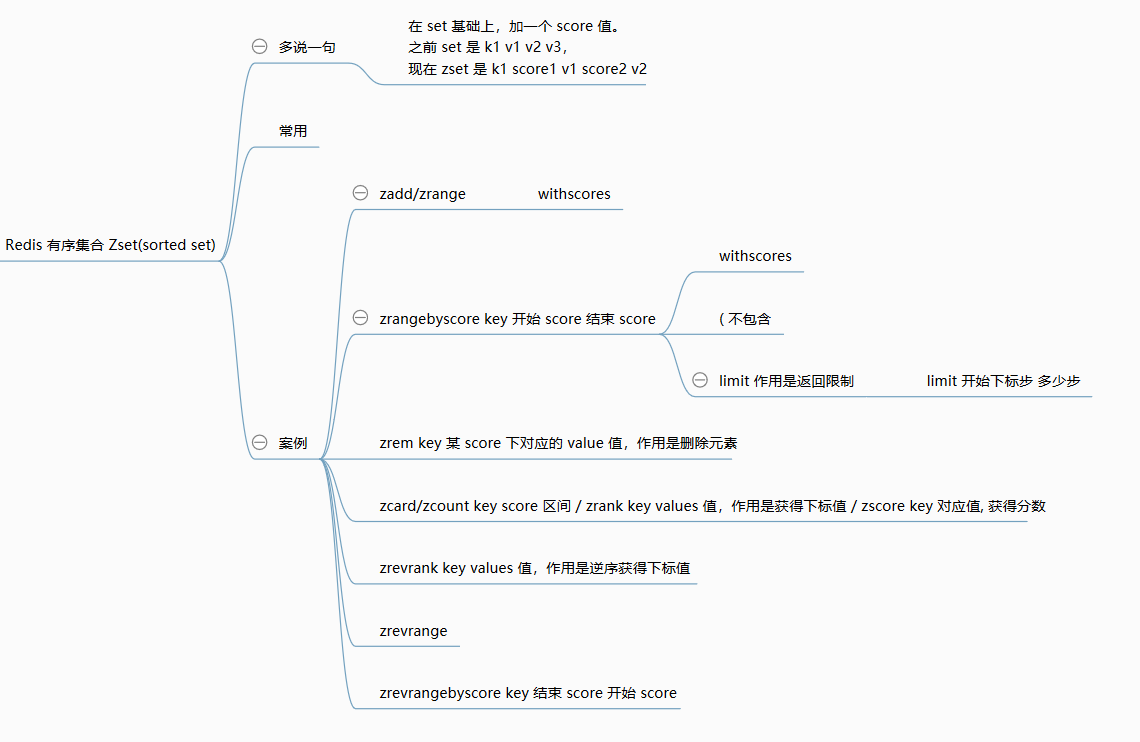 在 set 基础上，加一个 score 值。
之前 set 是 k1 v1 v2 v3，
现在 zset 是 k1 score1 v1 score2 v2
多说一句
常用
zadd/zrange
withscores
Redis 有序集合 Zset(sorted set)
withscores
zrangebyscore key 开始 score 结束 score
( 不包含
limit 作用是返回限制
limit 开始下标步 多少步
案例
zrem key 某 score 下对应的 value 值，作用是删除元素
zcard/zcount key score 区间 / zrank key values 值，作用是获得下标值 / zscore key 对应值, 获得分数
zrevrank key values 值，作用是逆序获得下标值
zrevrange
zrevrangebyscore key 结束 score 开始 score